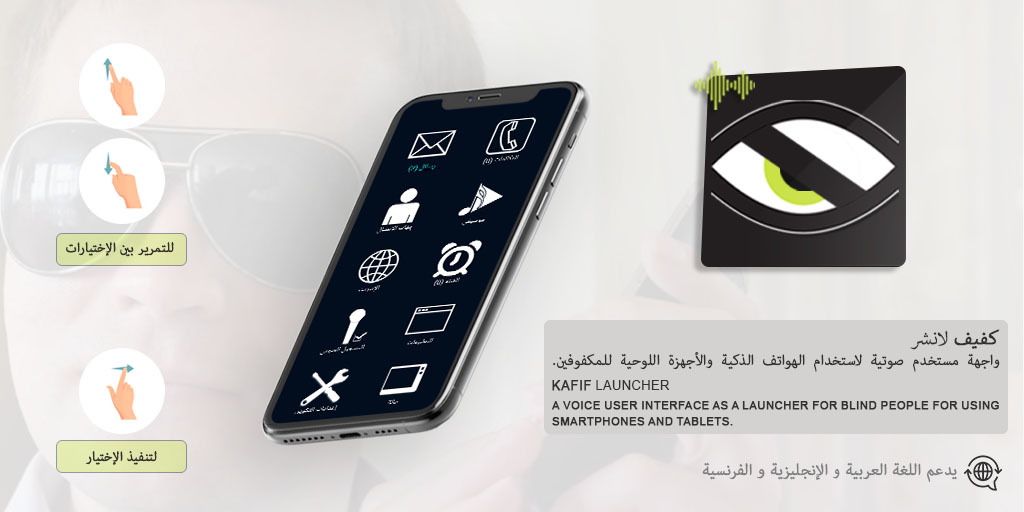 للتمرير بين الإختيارات
لتنفيذ الإختيار
الإنترنت
كفيف لانشر
واجهة مستخدم صوتية لاستخدام الهواتف الذكية والأجهزة اللوحية للمكفوفين.
KAFIF LAUNCHER
A VOICE USER INTERFACE AS A LAUNCHER FOR BLIND PEOPLE FOR USING
SMARTPHONES AND TABLETS.
يدعم اللغة العربية و الإنجليزية و الفرنسية